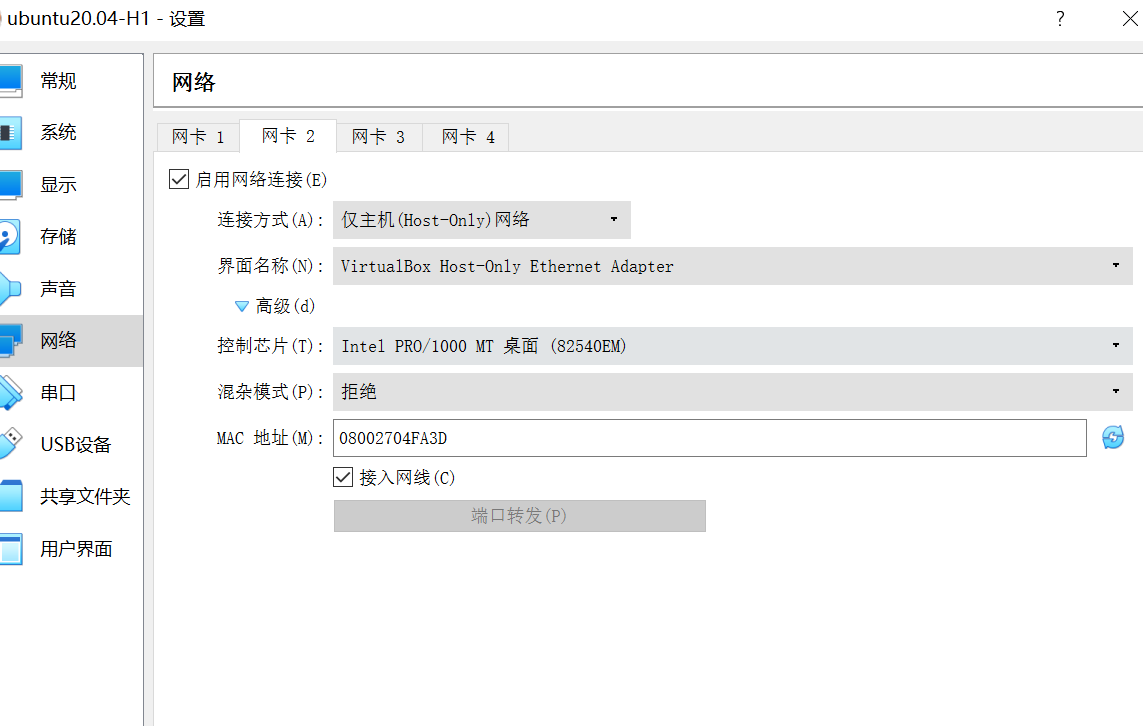 ubuntu20.04-H1 - 设置
?
常规
系统
显示
存储
声音
网络
串口
USB设备
共享文件夹
用户界面
网络
网卡 1 网卡 2 网卡 3 网卡 4
启用网络连接(E)
连接方式(A): 仅主机(Host-Only)网络
界面名称(N): VirtualBox Host-Only Ethernet Adapter
高级(d)
控制芯片(T): Intel PRO/1000 MT 桌面 (82540EM)
混杂模式(P): 拒绝
MAC 地址(M): 08002704FA3D
接入网线(C)
端口转发(P)